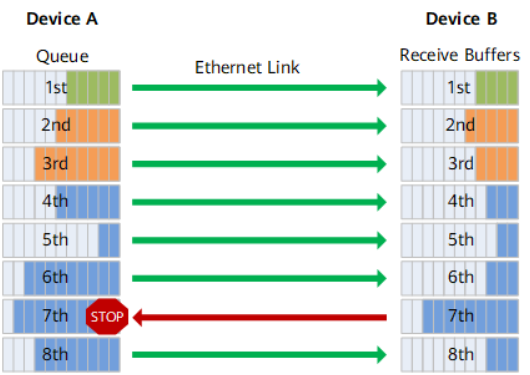 Device A Device B
Queue Ethernet Link Receive Buffers
1st 1st
2nd 2nd
3rd 3rd
4th 4th
5th 5th
6th 6th
7th STOP 7th
8th 8th